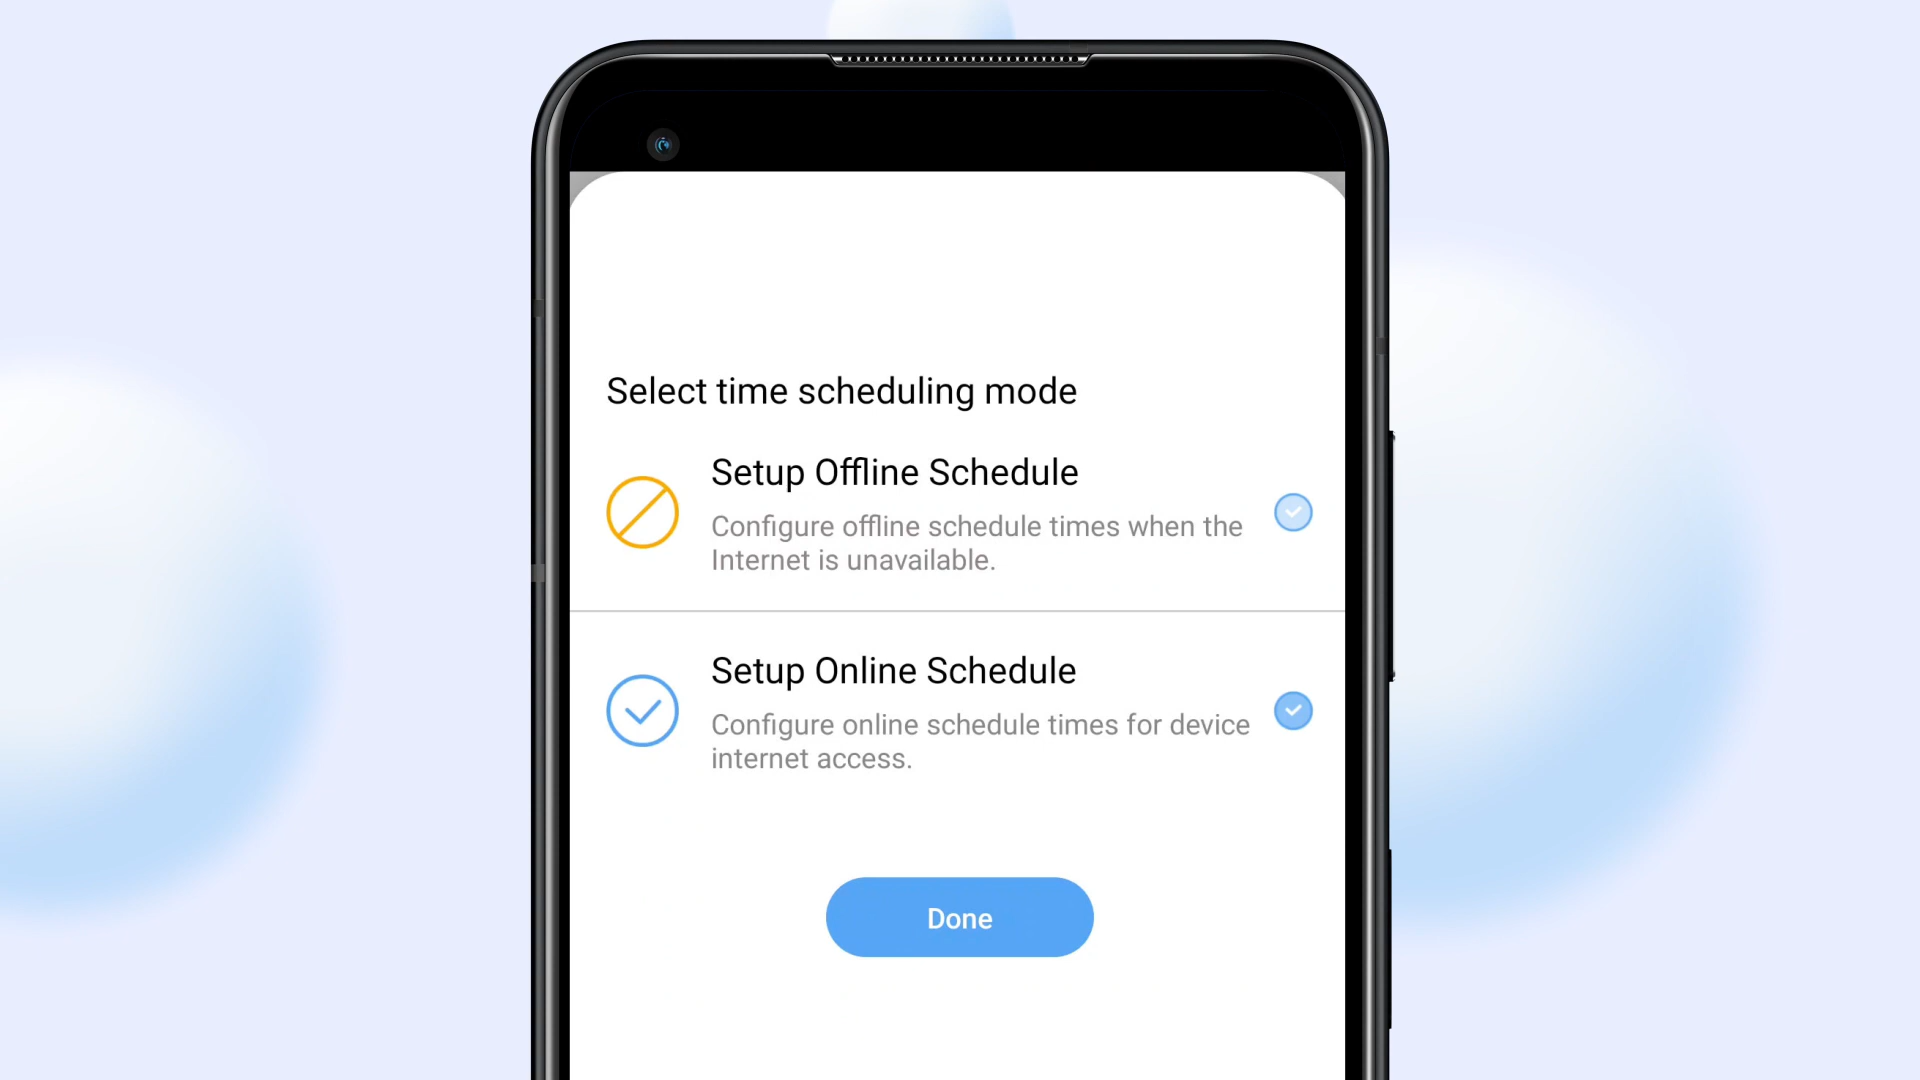 Select time scheduling mode
Setup Offline Schedule
Configure offline schedule times when the
Internet is unavailable.
Setup Online Schedule
Configure online schedule times for device
internet access.
Done